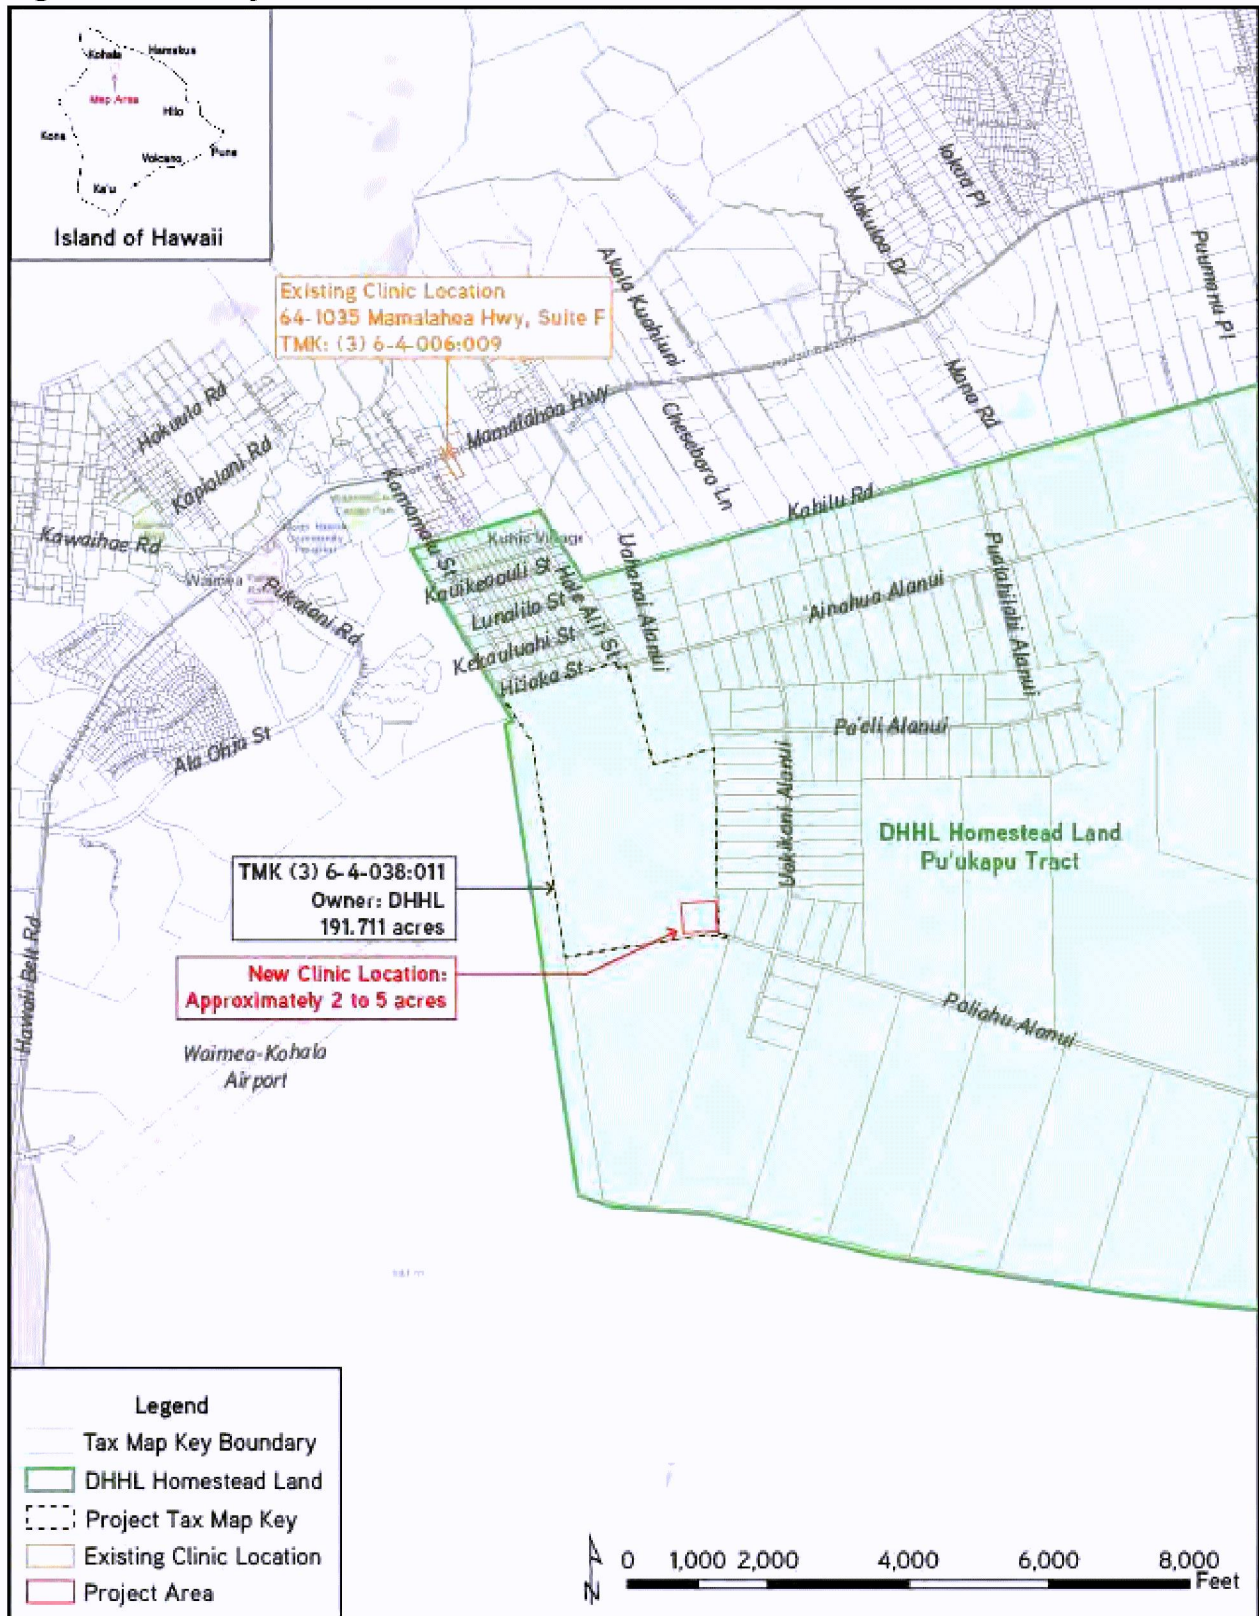 Kohala
Hamakua
Map Area
Hilo
Kona
Puna
Volcano
Ka'u
Island of Hawaii
Existing Clinic Location
64-1035 Mamalahoa Hwy, Suite F
TMK: (3) 6-4-006:009
Iokua Pl
Makuloa Dr
Puumanu Pl
Akala Kuahiuni
Mana Rd
Mamalahoa Hwy
Cheseboro Ln
Hokuula Rd
Kapiolani Rd
Kamamalu St
Kahilu Rd
Kawaihae Rd
Kuhio Village
Waimea
Pukalani Rd
Kauikeaouli St
Hale Alii St
Uahanai Alanui
'Ainahua Alanui
Lunalilo St
Kekauluohi St
Hiiaka St
Ala Ohia St
Pa'eli Alanui
Uakikani Alanui
DHHL Homestead Land
Pu'ukapu Tract
TMK (3) 6-4-038:011
Owner: DHHL
191.711 acres
New Clinic Location:
Approximately 2 to 5 acres
Hawaii Belt Rd
Poliahu Alanui
Waimea-Kohala
Airport
Legend
Tax Map Key Boundary
DHHL Homestead Land
Project Tax Map Key
Existing Clinic Location
Project Area
N
0 1,000 2,000 4,000 6,000 8,000
Feet